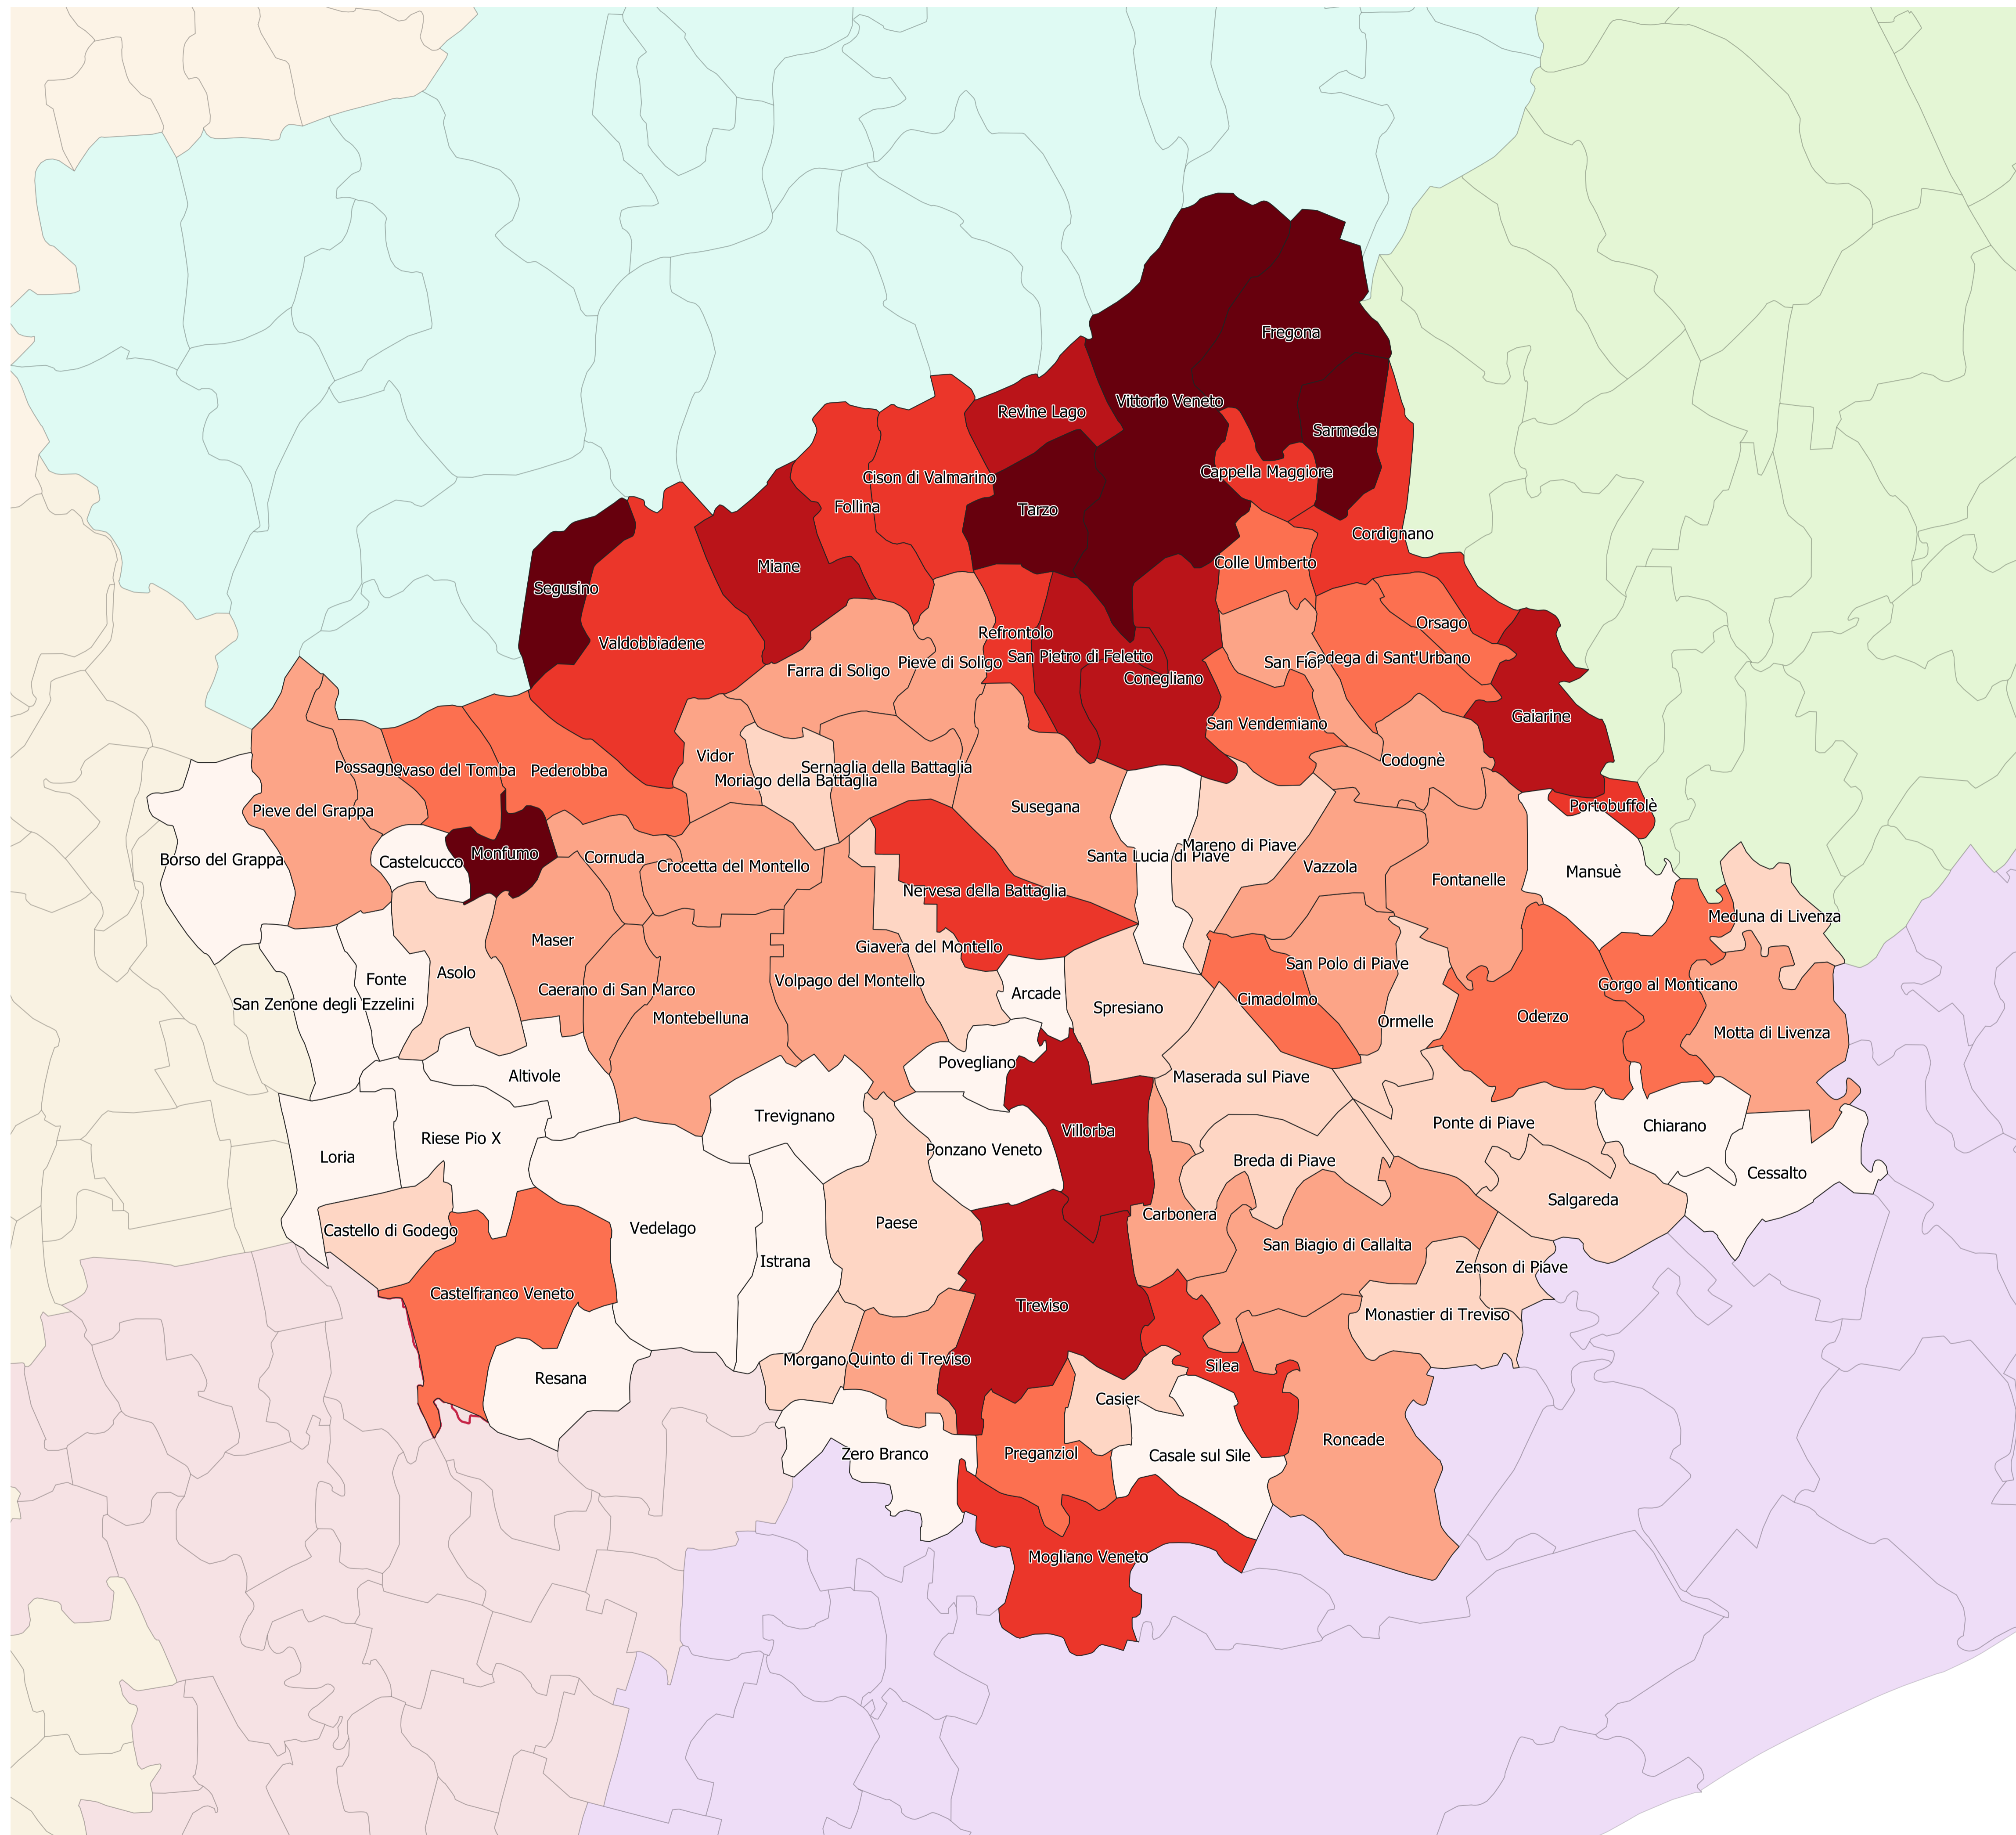 Fregona
Vittorio Veneto
Revine Lago
Sarmede
Cappella Maggiore
Cison di Valmarino
Follina
Tarzo
Cordignano
Colle Umberto
Miane
Segusino
Orsago
Refrontolo
Valdobbiadene
San Pietro di Feletto
Godega di Sant'Urbano
San Fior
Pieve di Soligo
Farra di Soligo
Conegliano
Gaiarine
San Vendemiano
Vidor
Codognè
Possagno
Cavaso del Tomba
Pederobba
Sernaglia della Battaglia
Moriago della Battaglia
Portobuffolè
Susegana
Pieve del Grappa
Mareno di Piave
Santa Lucia di Piave
Monfumo
Cornuda
Borso del Grappa
Castelcucco
Crocetta del Montello
Vazzola
Mansuè
Fontanelle
Nervesa della Battaglia
Meduna di Livenza
Maser
Giavera del Montello
San Polo di Piave
Asolo
Fonte
Volpago del Montello
Gorgo al Monticano
Caerano di San Marco
Arcade
Cimadolmo
San Zenone degli Ezzelini
Spresiano
Montebelluna
Oderzo
Ormelle
Motta di Livenza
Povegliano
Altivole
Maserada sul Piave
Trevignano
Ponte di Piave
Chiarano
Villorba
Riese Pio X
Ponzano Veneto
Loria
Breda di Piave
Cessalto
Salgareda
Carbonera
Paese
Vedelago
Castello di Godego
San Biagio di Callalta
Istrana
Zenson di Piave
Castelfranco Veneto
Treviso
Monastier di Treviso
Morgano
Quinto di Treviso
Silea
Resana
Casier
Roncade
Zero Branco
Preganziol
Casale sul Sile
Mogliano Veneto